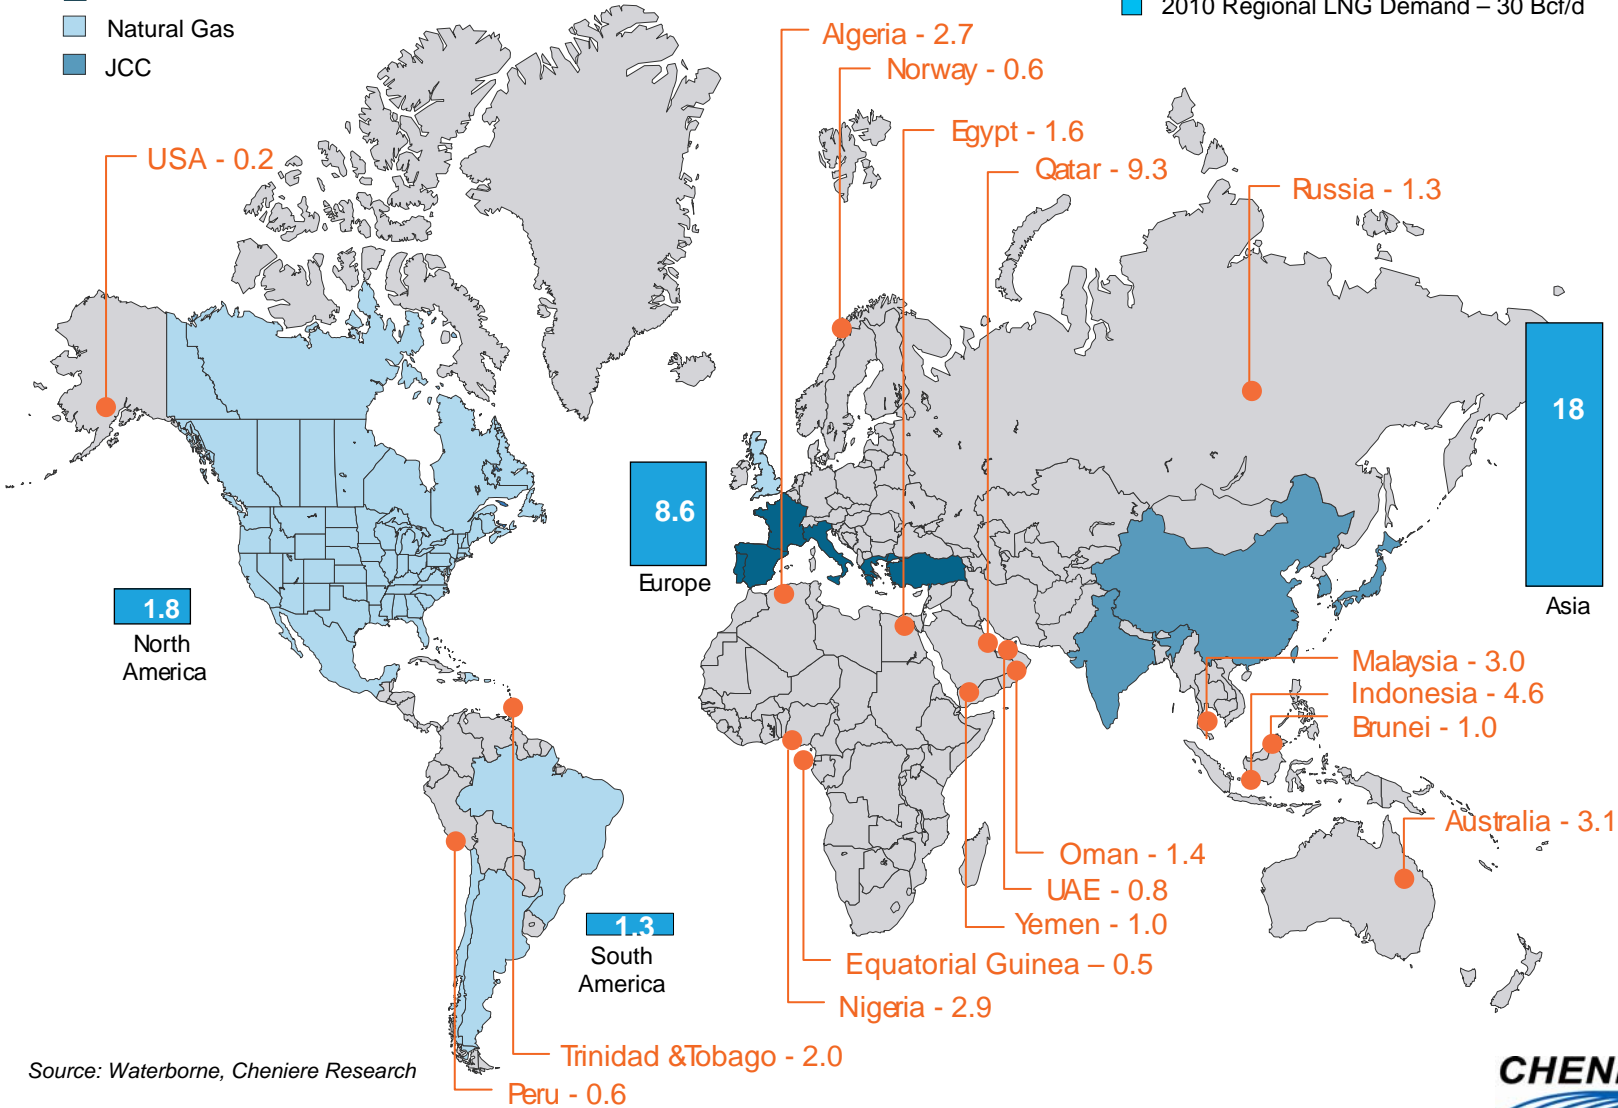 2010 Regional LNG Demand – 30 Bcf/d
Natural Gas
JCC
Algeria - 2.7
Norway - 0.6
Egypt - 1.6
USA - 0.2
Qatar - 9.3
Russia - 1.3
18
Asia
8.6
Europe
1.8
North
America
Malaysia - 3.0
Indonesia - 4.6
Brunei - 1.0
Australia - 3.1
Oman - 1.4
UAE - 0.8
Yemen - 1.0
1.3
South
America
Equatorial Guinea – 0.5
Nigeria - 2.9
Trinidad &Tobago - 2.0
Peru - 0.6
Source: Waterborne, Cheniere Research